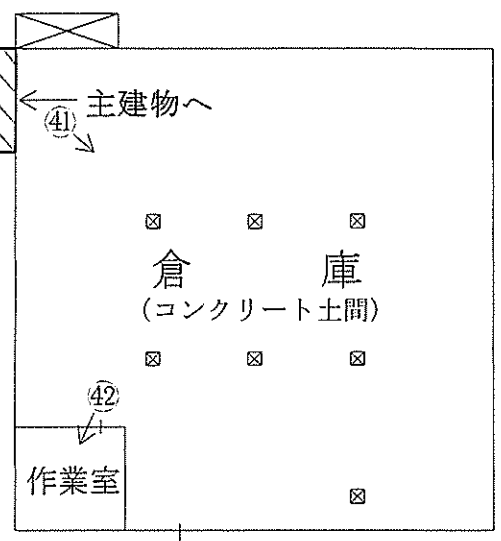 主建物へ
㊶
倉 庫
(コンクリート土間)
㊷
作業室